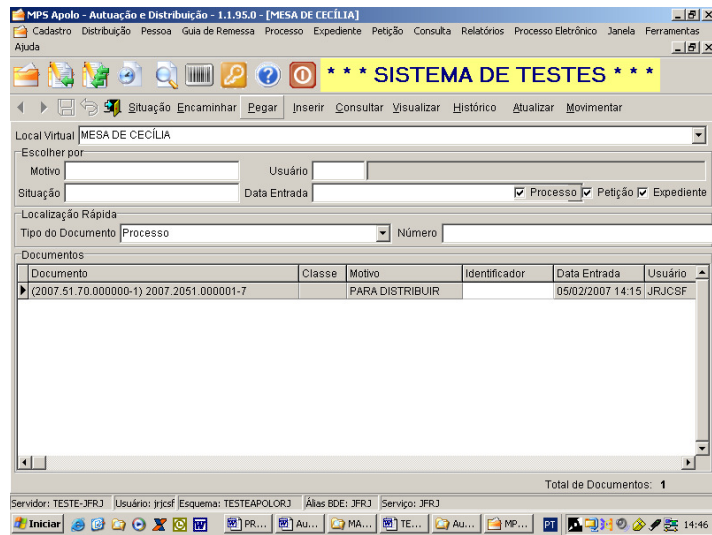 MPS Apolo - Autuação e Distribuição - 1.1.95.0 - [MESA DE CECÍLIA]
Cadastro Distribuição Pessoa Guia de Remessa Processo Expediente Petição Consulta Relatórios Processo Eletrônico Janela Ferramentas
Ajuda
* * * SISTEMA DE TESTES * * *
Situação Encaminhar Pegar Inserir Consultar Visualizar Histórico Atualizar Movimentar
Local Virtual MESA DE CECÍLIA
Escolher por
Motivo Usuário
Situação Data Entrada Processo Petição Expediente
Localização Rápida
Tipo do Documento Processo Número
Documentos
Documento Classe Motivo Identificador Data Entrada Usuário
(2007.51.70.000000-1) 2007.2051.000001-7 PARA DISTRIBUIR 05/02/2007 14:15 JRJCSF
Total de Documentos: 1
Servidor: TESTE-JFRJ Usuário: jrjcsf Esquema: TESTEAPOLORJ Álias BDE: JFRJ Serviço: JFRJ
Iniciar PR... Au... MA... TE... Au... MP... PT 14:46